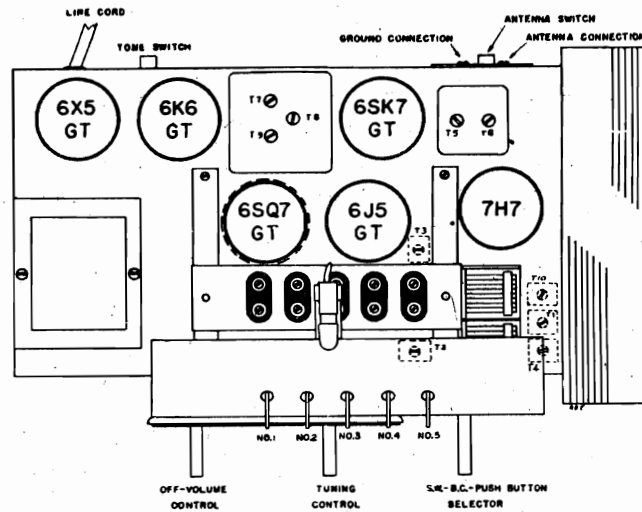 LINE CORD
TONE SWITCH
GROUND CONNECTION
ANTENNA SWITCH
ANTENNA CONNECTION
6X5
GT
6K6
GT
T7
T8
T9
6SK7
GT
T5
T6
6SQ7
GT
6J5
GT
7H7
T3
T10
T2
T4
NO.1
NO.2
NO.3
NO.4
NO.5
OFF-VOLUME
CONTROL
TUNING
CONTROL
S.W.-B.C.-PUSH BUTTON
SELECTOR